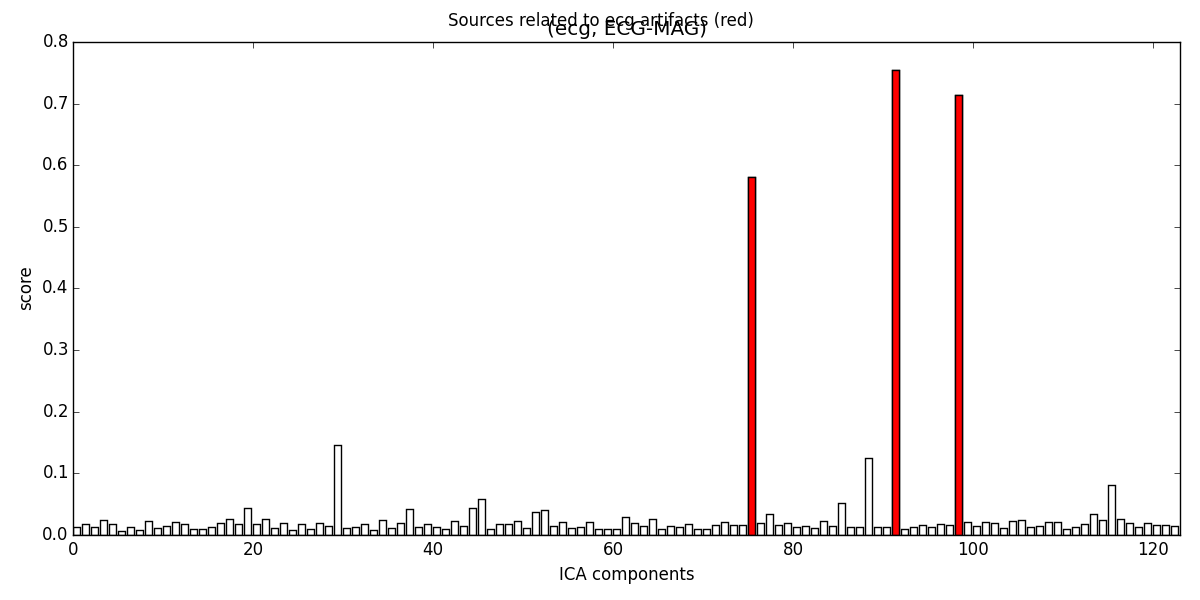 Sources related to ecg artifacts (red)
(ecg, ECG-MAG)
0.8
0.7
0.6
0.5
0.4
0.3
0.2
0.1
0.0
score
0 20 40 60 80 100 120
ICA components